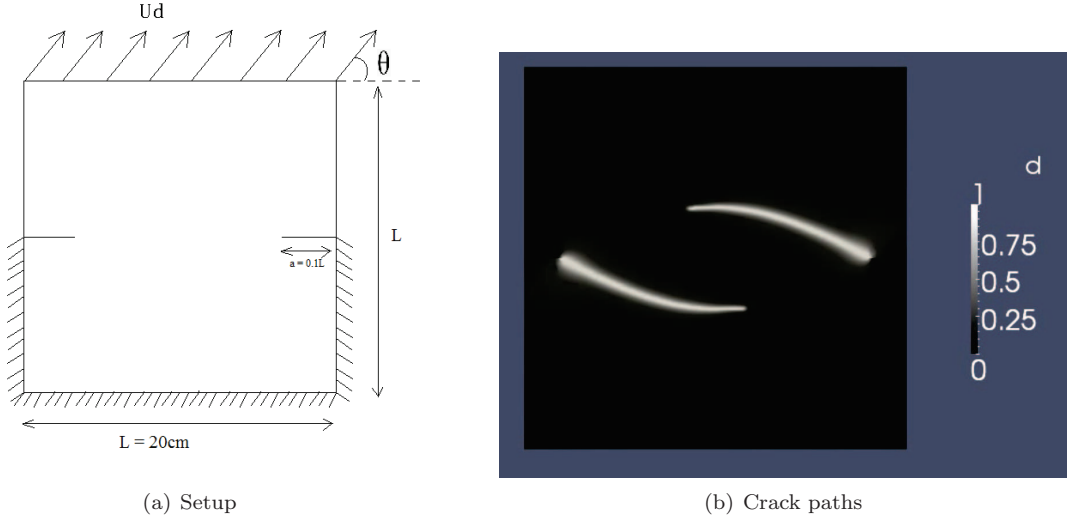 Ud
θ
L
a = 0.1L
L = 20cm
(a) Setup
d
1
0.75
0.5
0.25
0
(b) Crack paths